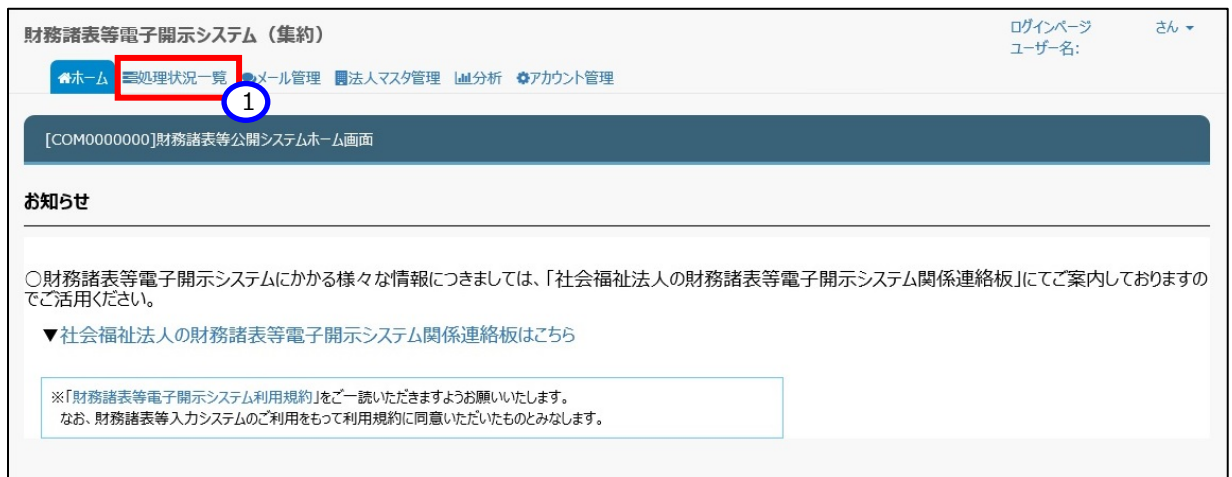 財務諸表等電子開示システム（集約）
ログインページ さん
ユーザー名：
ホーム 処理状況一覧 メール管理 法人マスタ管理 分析 アカウント管理
1
[COM0000000]財務諸表等公開システムホーム画面
お知らせ
○財務諸表等電子開示システムにかかる様々な情報につきましては、「社会福祉法人の財務諸表等電子開示システム関係連絡板」にてご案内しておりますの
でご活用ください。
▼社会福祉法人の財務諸表等電子開示システム関係連絡板はこちら
※「財務諸表等電子開示システム利用規約」をご一読いただきますようお願いいたします。
なお、財務諸表等入力システムのご利用をもって利用規約に同意いただいたものとみなします。